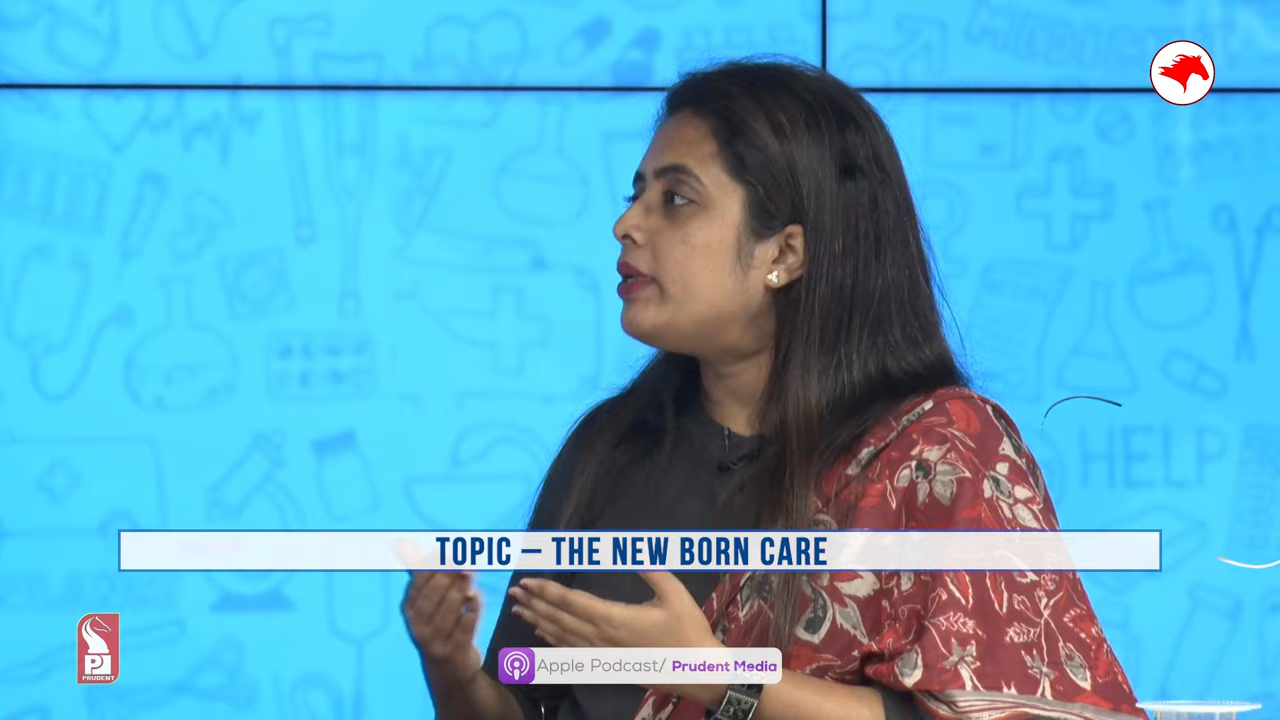 HELP
TOPIC – THE NEW BORN CARE
PRUDENT
Apple Podcast/ Prudent Media